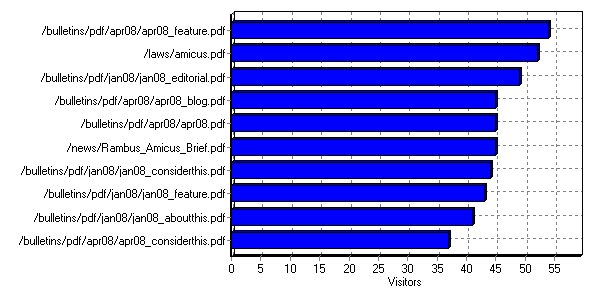 /bulletins/pdf/apr08/apr08_feature.pdf
/laws/amicus.pdf
/bulletins/pdf/jan08/jan08_editorial.pdf
/bulletins/pdf/apr08/apr08_blog.pdf
/bulletins/pdf/apr08/apr08.pdf
/news/Rambus_Amicus_Brief.pdf
/bulletins/pdf/jan08/jan08_considerthis.pdf
/bulletins/pdf/jan08/jan08_feature.pdf
/bulletins/pdf/jan08/jan08_aboutthis.pdf
/bulletins/pdf/apr08/apr08_considerthis.pdf
0 5 10 15 20 25 30 35 40 45 50 55
Visitors